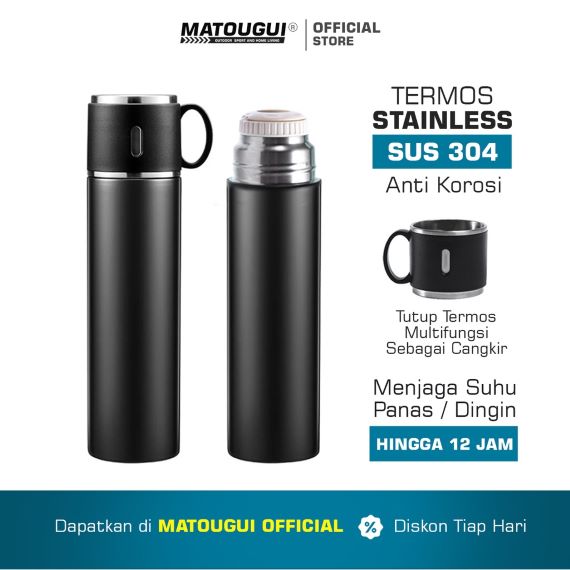 MATOUGUI®
OUTDOOR SPORT AND HOME LIVING
OFFICIAL
STORE
TERMOS
STAINLESS
SUS 304
Anti Korosi
Tutup Termos
Multifungsi
Sebagai Cangkir
Menjaga Suhu
Panas / Dingin
HINGGA 12 JAM
Dapatkan di MATOUGUI OFFICIAL % Diskon Tiap Hari